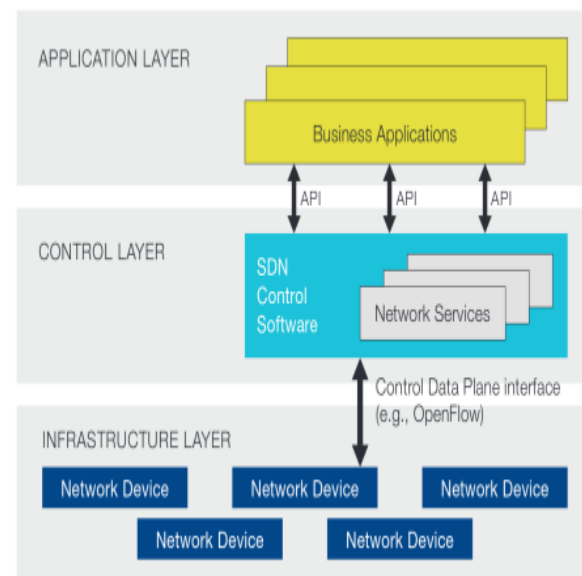 APPLICATION LAYER
Business Applications
API
API
API
CONTROL LAYER
SDN
Control
Software
Network Services
Control Data Plane interface
(e.g., OpenFlow)
INFRASTRUCTURE LAYER
Network Device
Network Device
Network Device
Network Device
Network Device